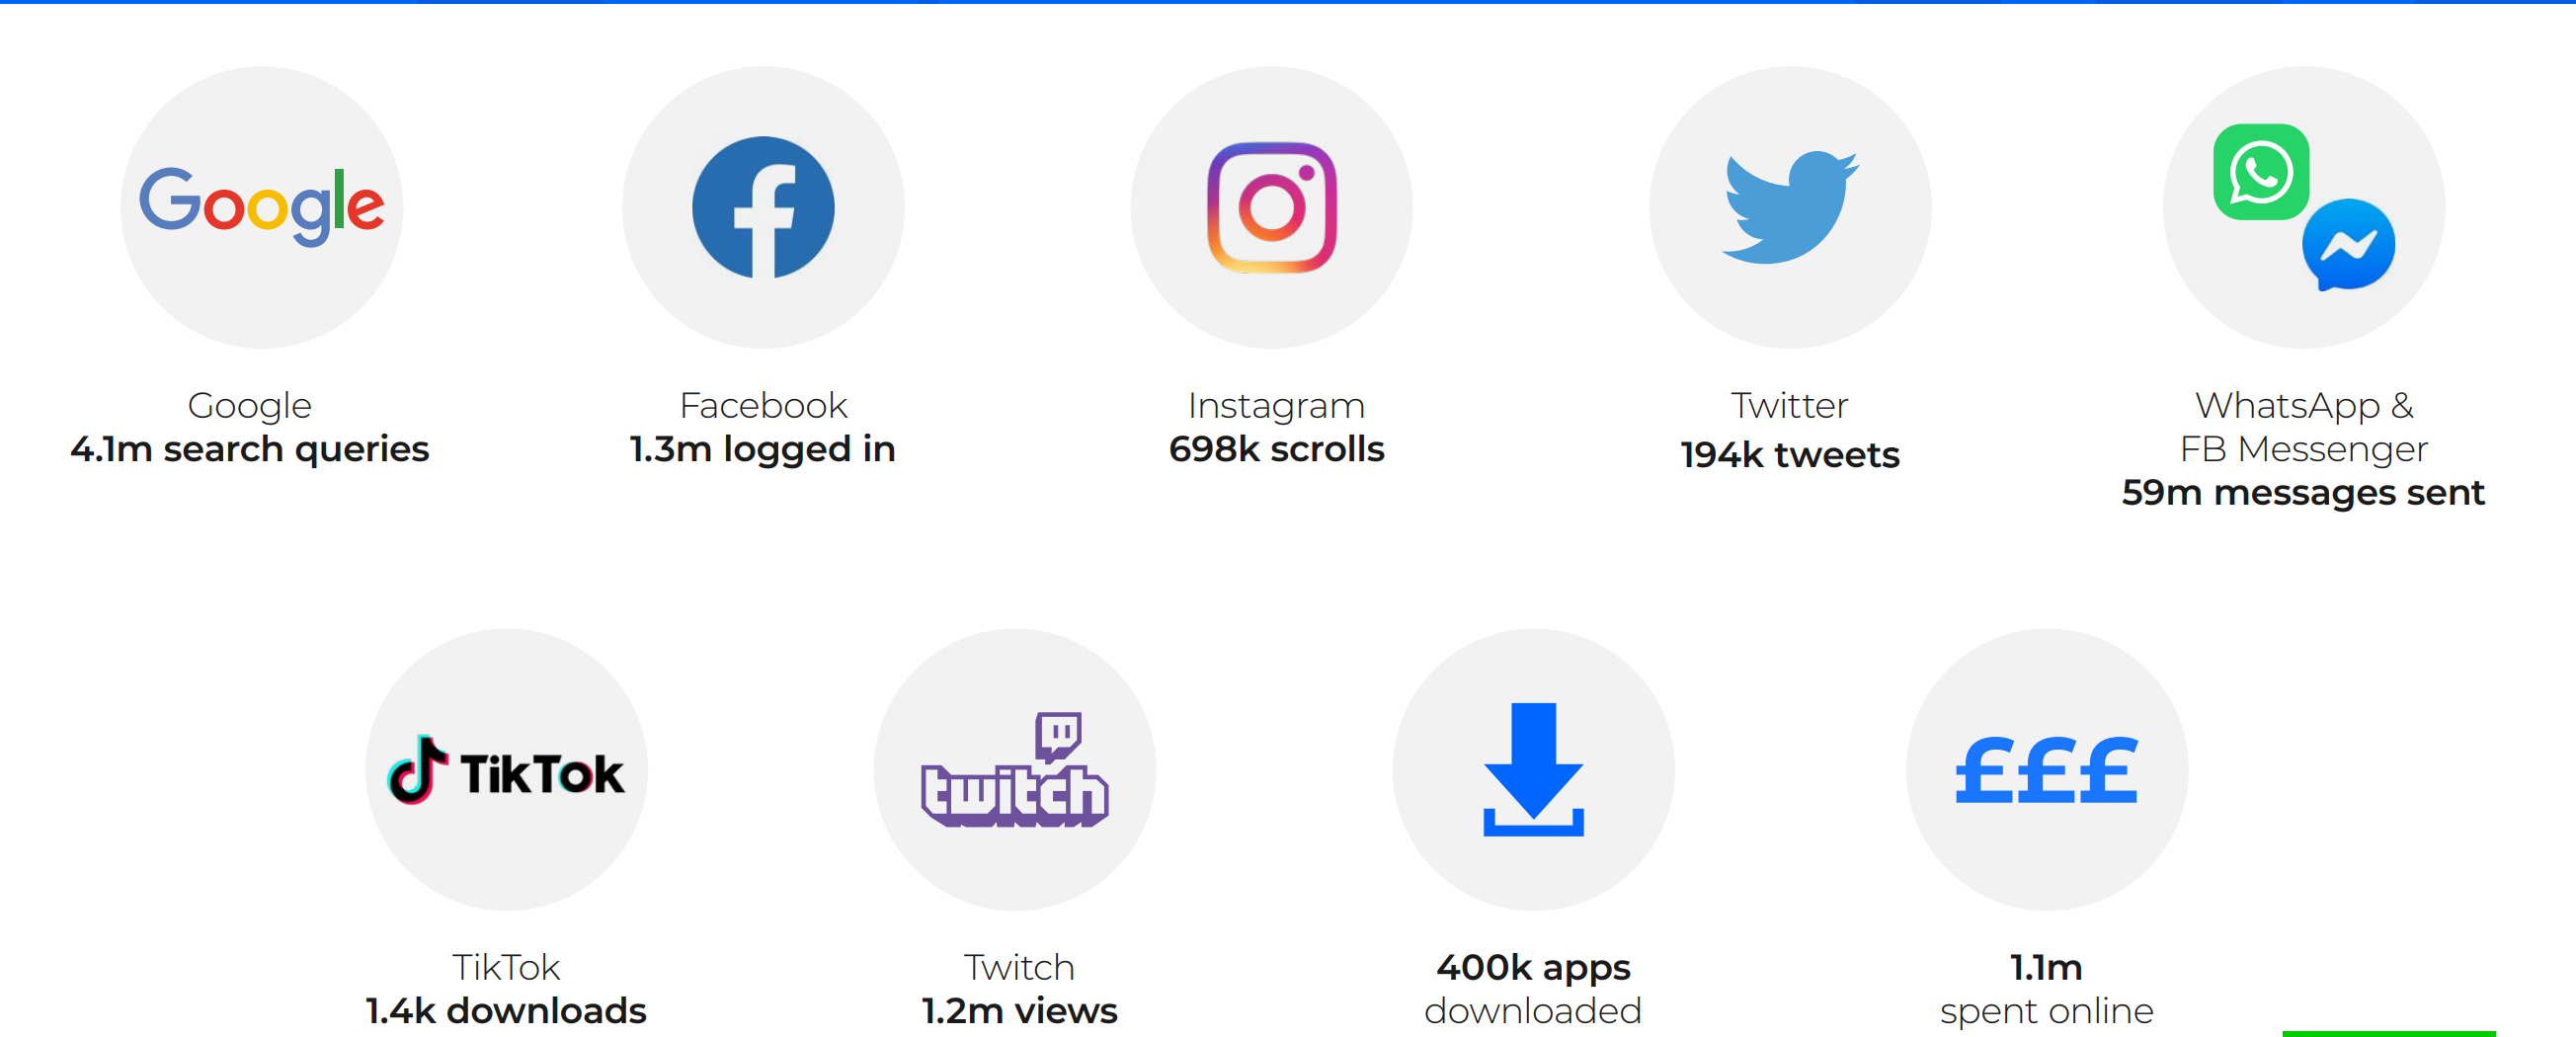 Google
Google
4.1m search queries
Facebook
1.3m logged in
Instagram
698k scrolls
Twitter
194k tweets
WhatsApp &
FB Messenger
59m messages sent
TikTok
TikTok
1.4k downloads
twitch
Twitch
1.2m views
400k apps
downloaded
£££
1.1m
spent online